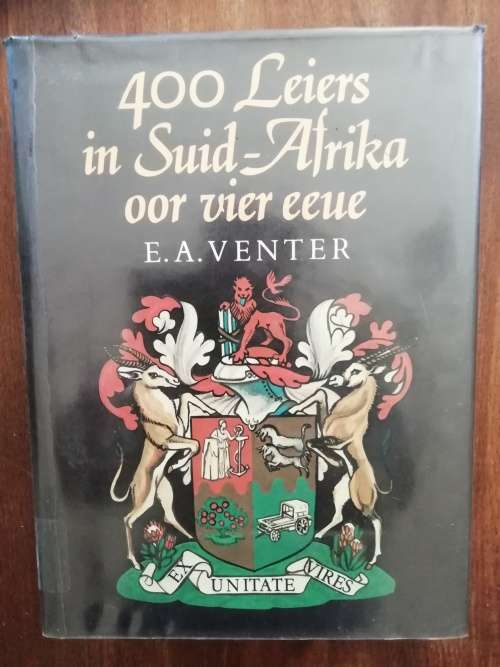 400 Leiers
in Suid-Afrika
oor vier eeue
E.A.VENTER
EX UNITATE VIRES